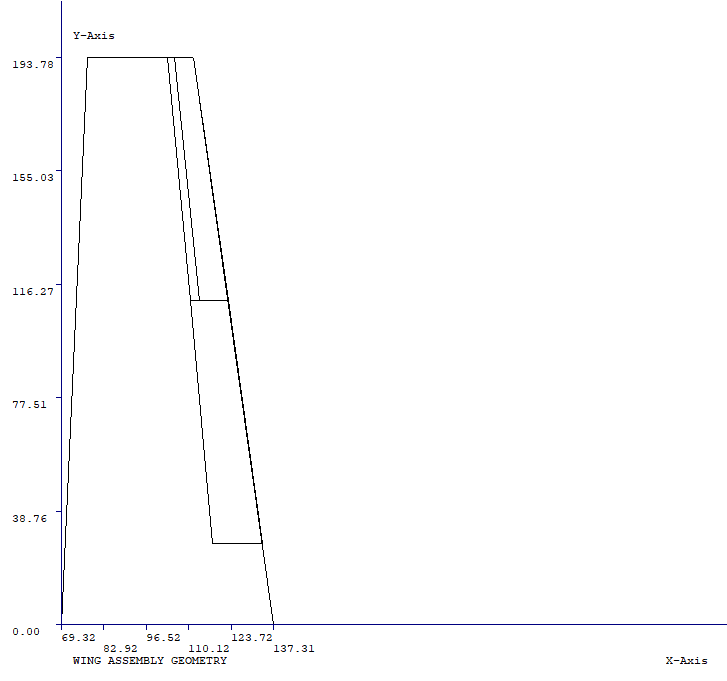 Y-Axis
193.78
155.03
116.27
77.51
38.76
0.00
69.32 96.52 123.72
82.92 110.12 137.31
WING ASSEMBLY GEOMETRY X-Axis